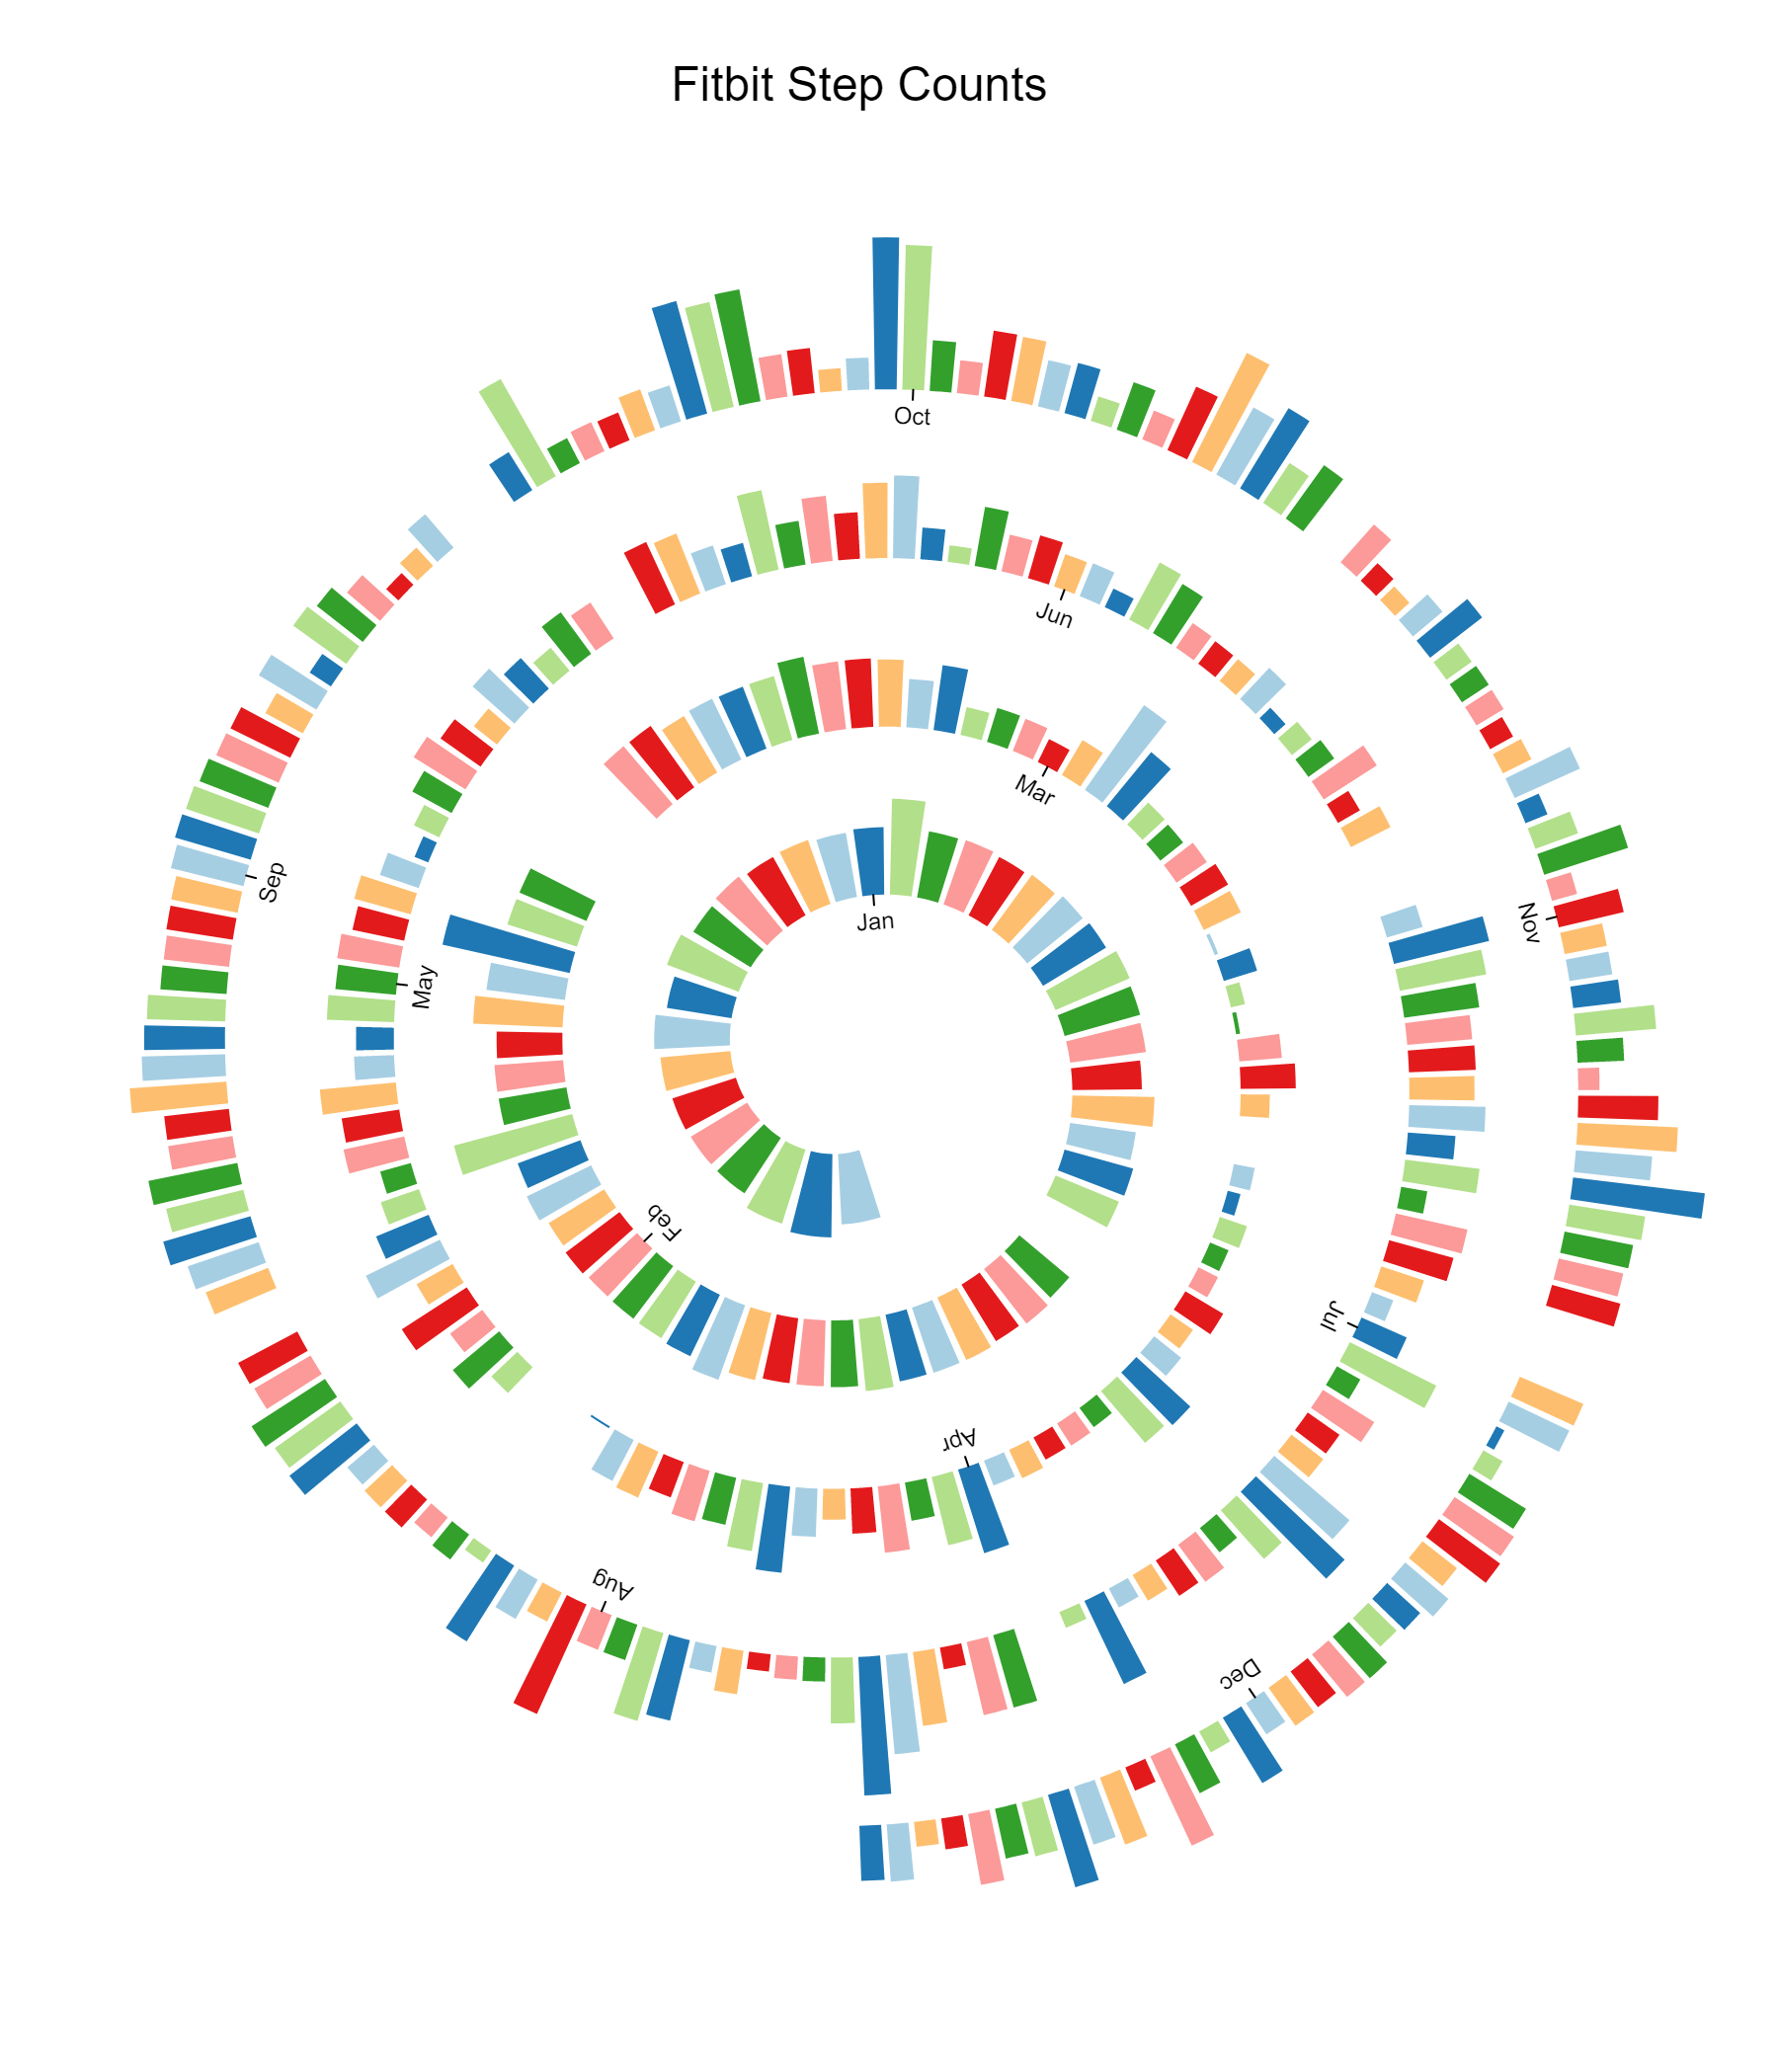 Fitbit Step Counts
Jan
Feb
Mar
Apr
May
Jun
Jul
Aug
Sep
Oct
Nov
Dec